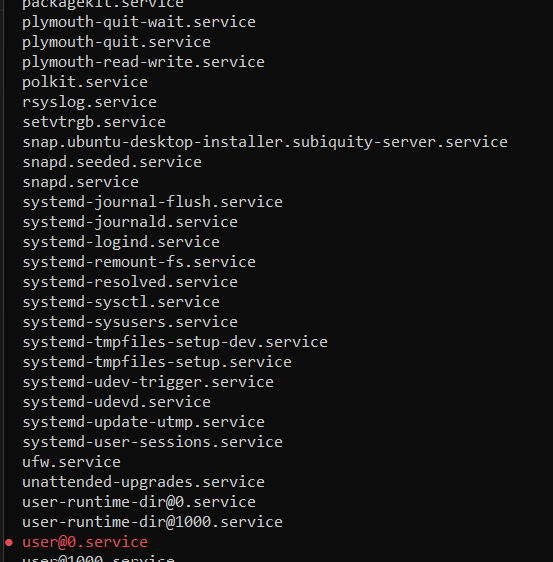 packagekit.service
plymouth-quit-wait.service
plymouth-quit.service
plymouth-read-write.service
polkit.service
rsyslog.service
setvtrgb.service
snap.ubuntu-desktop-installer.subiquity-server.service
snapd.seeded.service
snapd.service
systemd-journal-flush.service
systemd-journald.service
systemd-logind.service
systemd-remount-fs.service
systemd-resolved.service
systemd-sysctl.service
systemd-sysusers.service
systemd-tmpfiles-setup-dev.service
systemd-tmpfiles-setup.service
systemd-udev-trigger.service
systemd-udevd.service
systemd-update-utmp.service
systemd-user-sessions.service
ufw.service
unattended-upgrades.service
user-runtime-dir@0.service
user-runtime-dir@1000.service
● user@0.service
user@1000.service